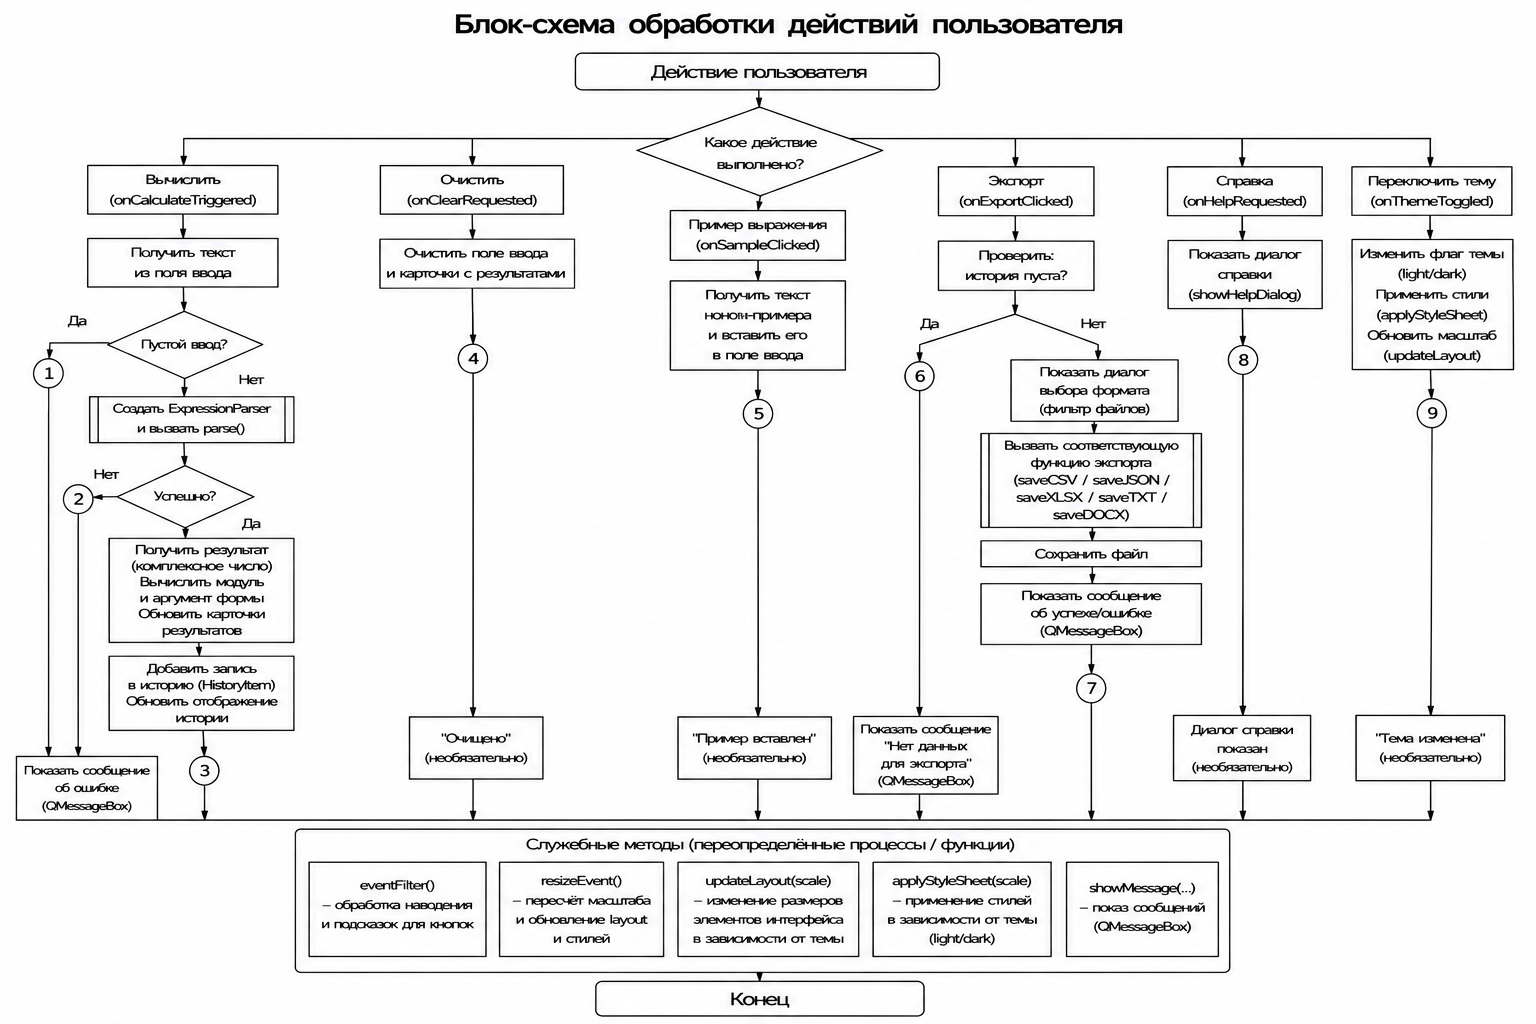 Блок-схема обработки действий пользователя
Действие пользователя
Какое действие
выполнено?
Вычислить
(onCalculateTriggered)
Получить текст
из поля ввода
Да
Пустой ввод?
1
Нет
Создать ExpressionParser
и вызвать parse()
Нет
2
Успешно?
Да
Получить результат
(комплексное число)
Вычислить модуль
и аргумент формы
Обновить карточки
результатов
Добавить запись
в историю (HistoryItem)
Обновить отображение
истории
3
Показать сообщение
об ошибке
(QMessageBox)
Очистить
(onClearRequested)
Очистить поле ввода
и карточки с результатами
4
"Очищено"
(необязательно)
Пример выражения
(onSampleClicked)
Получить текст
и вставить его
в поле ввода
5
"Пример вставлен"
(необязательно)
Экспорт
(onExportClicked)
Проверить:
история пуста?
Да
Нет
6
Показать сообщение
"Нет данных
для экспорта"
(QMessageBox)
Показать диалог
выбора формата
(фильтр файлов)
Вызвать соответствующую
функцию экспорта
(saveCSV / saveJSON /
saveXLSX / saveTXT /
saveDOCX)
Сохранить файл
Показать сообщение
об успехе/ошибке
(QMessageBox)
7
Справка
(onHelpRequested)
Показать диалог
справки
(showHelpDialog)
8
Диалог справки
показан
(необязательно)
Переключить тему
(onThemeToggled)
Изменить флаг темы
(light/dark)
Применить стили
(applyStyleSheet)
Обновить масштаб
(updateLayout)
9
"Тема изменена"
(необязательно)
Служебные методы (переопределённые процессы / функции)
eventFilter()
– обработка наводения
и подсказок для кнопок
resizeEvent()
– пересчёт масштаба
и обновление layout
и стилей
updateLayout(scale)
– изменение размеров
элементов интерфейса
в зависимости от темы
applyStyleSheet(scale)
– применение стилей
в зависимости от темы
(light/dark)
showMessage(...)
– показ сообщений
(QMessageBox)
Конец